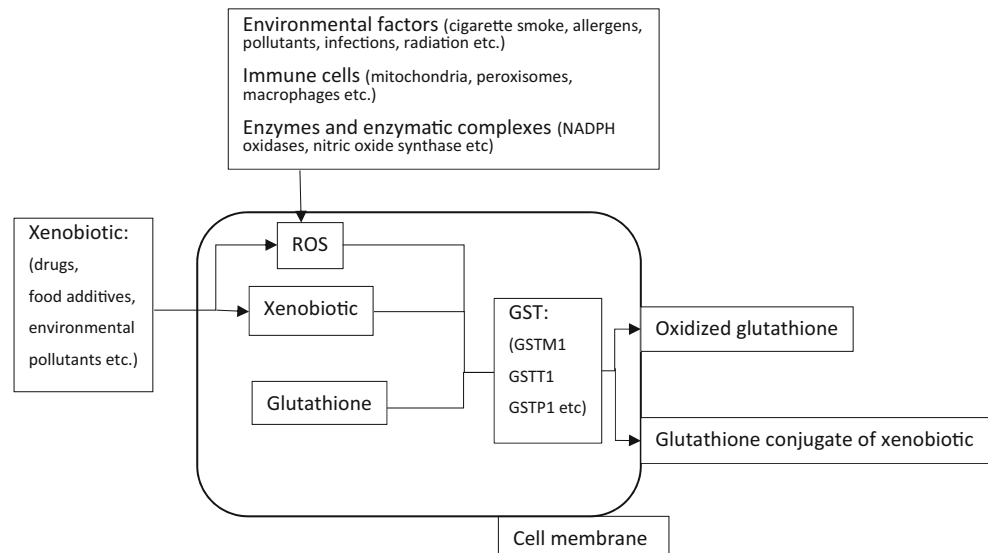 Environmental factors (cigarette smoke, allergens,
pollutants, infections, radiation etc.)
Immune cells (mitochondria, peroxisomes,
macrophages etc.)
Enzymes and enzymatic complexes (NADPH
oxidases, nitric oxide synthase etc)
Xenobiotic:
(drugs,
food additives,
environmental
pollutants etc.)
ROS
Xenobiotic
Glutathione
GST:
(GSTM1
GSTT1
GSTP1 etc)
Oxidized glutathione
Glutathione conjugate of xenobiotic
Cell membrane